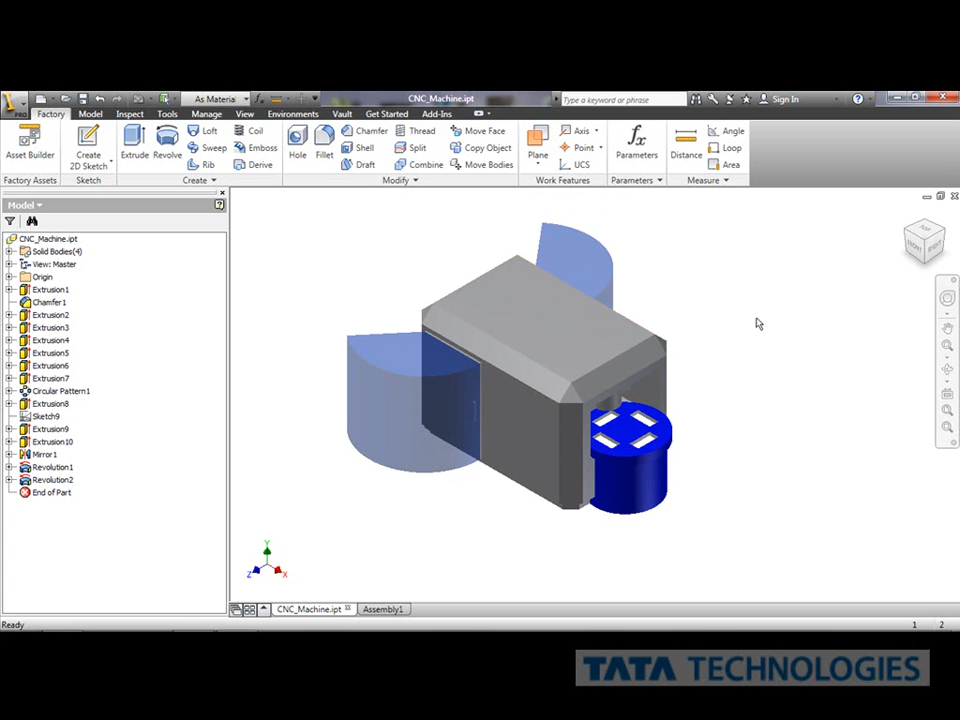 PRO
As Material
CNC_Machine.ipt
Type a keyword or phrase
Sign In
Factory Model Inspect Tools Manage View Environments Vault Get Started Add-Ins
Asset Builder
Create
2D Sketch
Extrude
Revolve
Loft
Sweep
Rib
Coil
Emboss
Derive
Hole
Fillet
Chamfer
Shell
Draft
Thread
Split
Combine
Move Face
Copy Object
Move Bodies
Plane
Axis
Point
UCS
Parameters
Distance
Angle
Loop
Area
Factory Assets Sketch Create Modify Work Features Parameters Measure
Model
CNC_Machine.ipt
Solid Bodies(4)
View: Master
Origin
Extrusion1
Chamfer1
Extrusion2
Extrusion3
Extrusion4
Extrusion5
Extrusion6
Extrusion7
Circular Pattern1
Extrusion8
Sketch9
Extrusion9
Extrusion10
Mirror1
Revolution1
Revolution2
End of Part
TOP
FRONT
RIGHT
Y
Z
X
CNC_Machine.ipt Assembly1
Ready 1 2
TATA TECHNOLOGIES